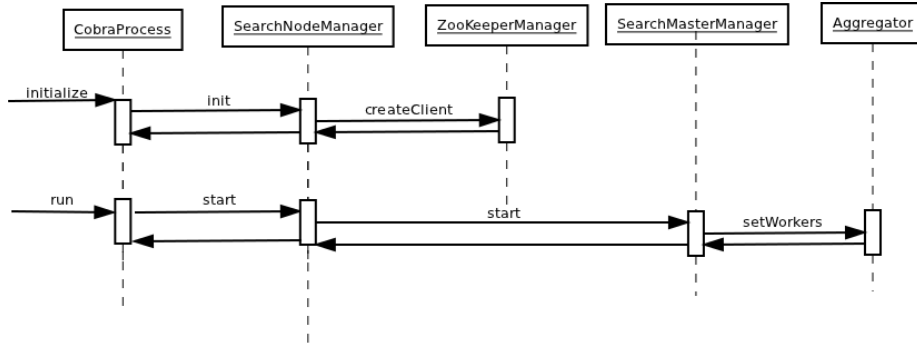 CobraProcess
SearchNodeManager
ZooKeeperManager
SearchMasterManager
Aggregator
initialize
init
createClient
run
start
start
setWorkers